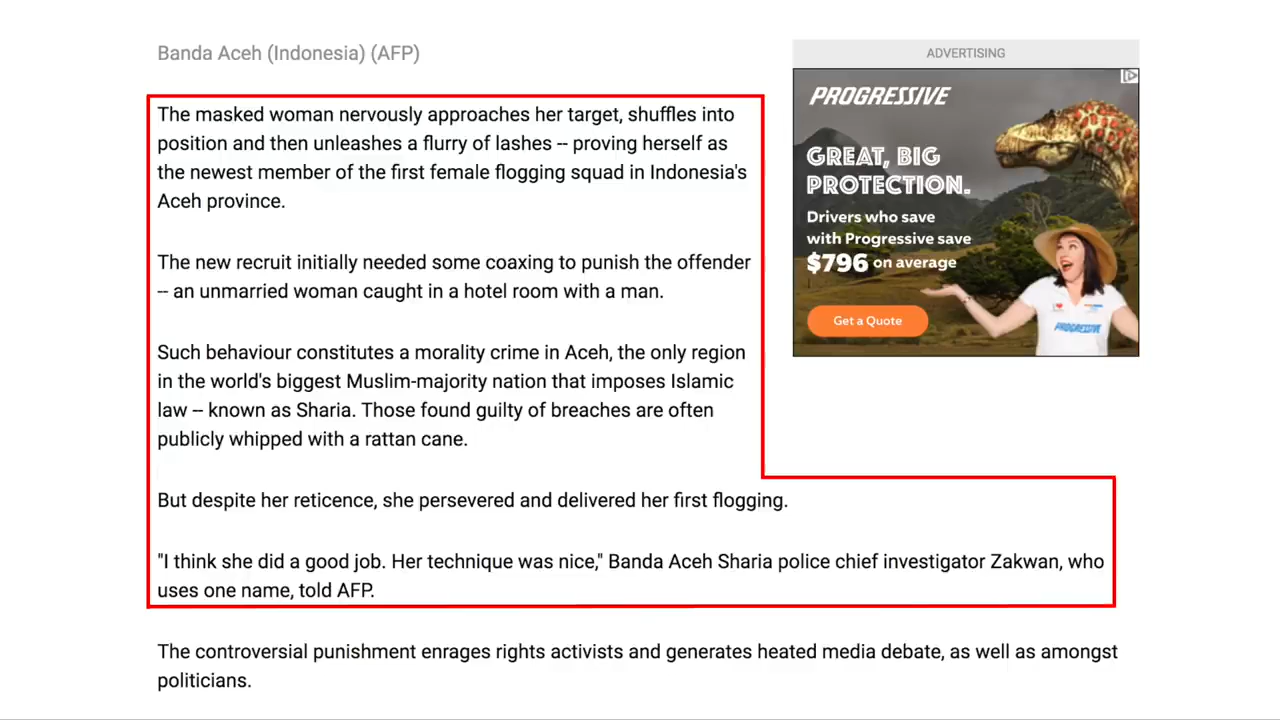 Banda Aceh (Indonesia) (AFP)
The masked woman nervously approaches her target, shuffles into
position and then unleashes a flurry of lashes -- proving herself as
the newest member of the first female flogging squad in Indonesia's
Aceh province.
The new recruit initially needed some coaxing to punish the offender
-- an unmarried woman caught in a hotel room with a man.
Such behaviour constitutes a morality crime in Aceh, the only region
in the world's biggest Muslim-majority nation that imposes Islamic
law -- known as Sharia. Those found guilty of breaches are often
publicly whipped with a rattan cane.
But despite her reticence, she persevered and delivered her first flogging.
"I think she did a good job. Her technique was nice," Banda Aceh Sharia police chief investigator Zakwan, who
uses one name, told AFP.
The controversial punishment enrages rights activists and generates heated media debate, as well as amongst
politicians.
ADVERTISING
PROGRESSIVE
GREAT, BIG
PROTECTION.
Drivers who save
with Progressive save
$796 on average
Get a Quote
PROGRESSIVE